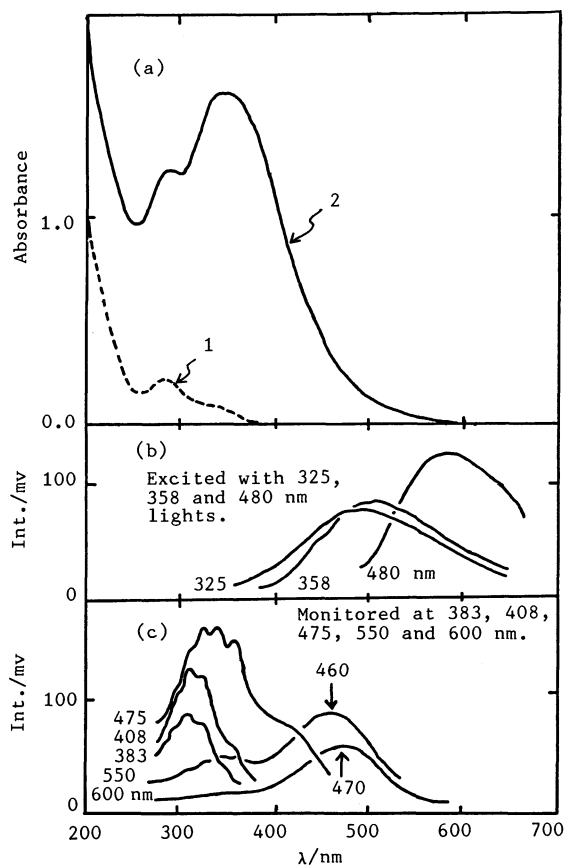 (a)
2
Absorbance
1.0
1
0.0
(b)
100
Excited with 325,
358 and 480 nm
lights.
Int./mv
325
358
480 nm
0
(c)
Monitored at 383, 408,
475, 550 and 600 nm.
460
Int./mv
100
475
408
383
550
600 nm
470
0
200
300
400
500
600
700
λ/nm